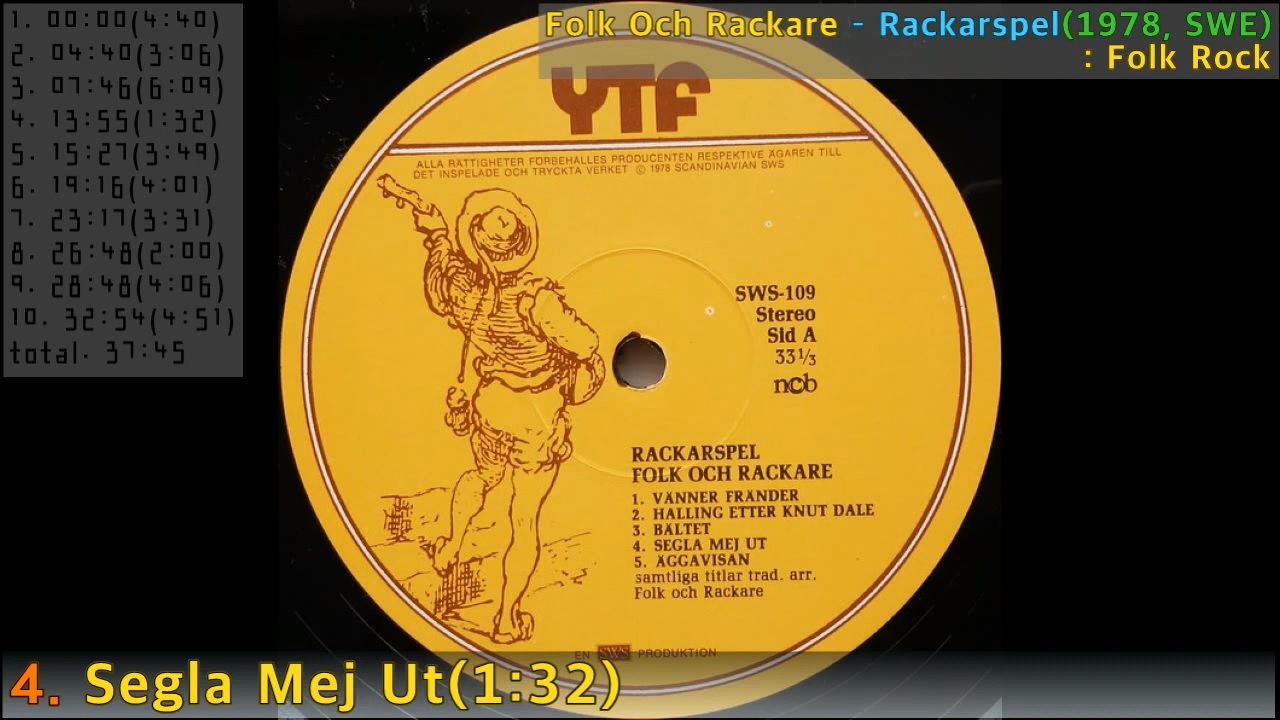 1. 00:00(4:40)
2. 04:40(3:06)
3. 07:46(6:09)
4. 13:55(1:32)
5. 15:27(3:49)
6. 19:16(4:01)
7. 23:17(3:31)
8. 26:48(2:00)
9. 28:48(4:06)
10. 32:54(4:51)
total. 37:45
Folk Och Rackare - Rackarspel(1978, SWE)
: Folk Rock
YTF
ALLA RÄTTIGHETER FÖRBEHÅLLES PRODUCENTEN RESPEKTIVE ÄGAREN TILL
DET INSPELADE OCH TRYCKTA VERKET © 1978 SCANDINAVIAN SWS
SWS-109
Stereo
Sid A
33 1/3
ncb
RACKARSPEL
FOLK OCH RACKARE
1. VÄNNER FRÄNDER
2. HALLING ETTER KNUT DALE
3. BÄLTET
4. SEGLA MEJ UT
5. ÄGGAVISAN
samtliga titlar trad. arr.
Folk och Rackare
EN SWS PRODUKTION
4. Segla Mej Ut(1:32)